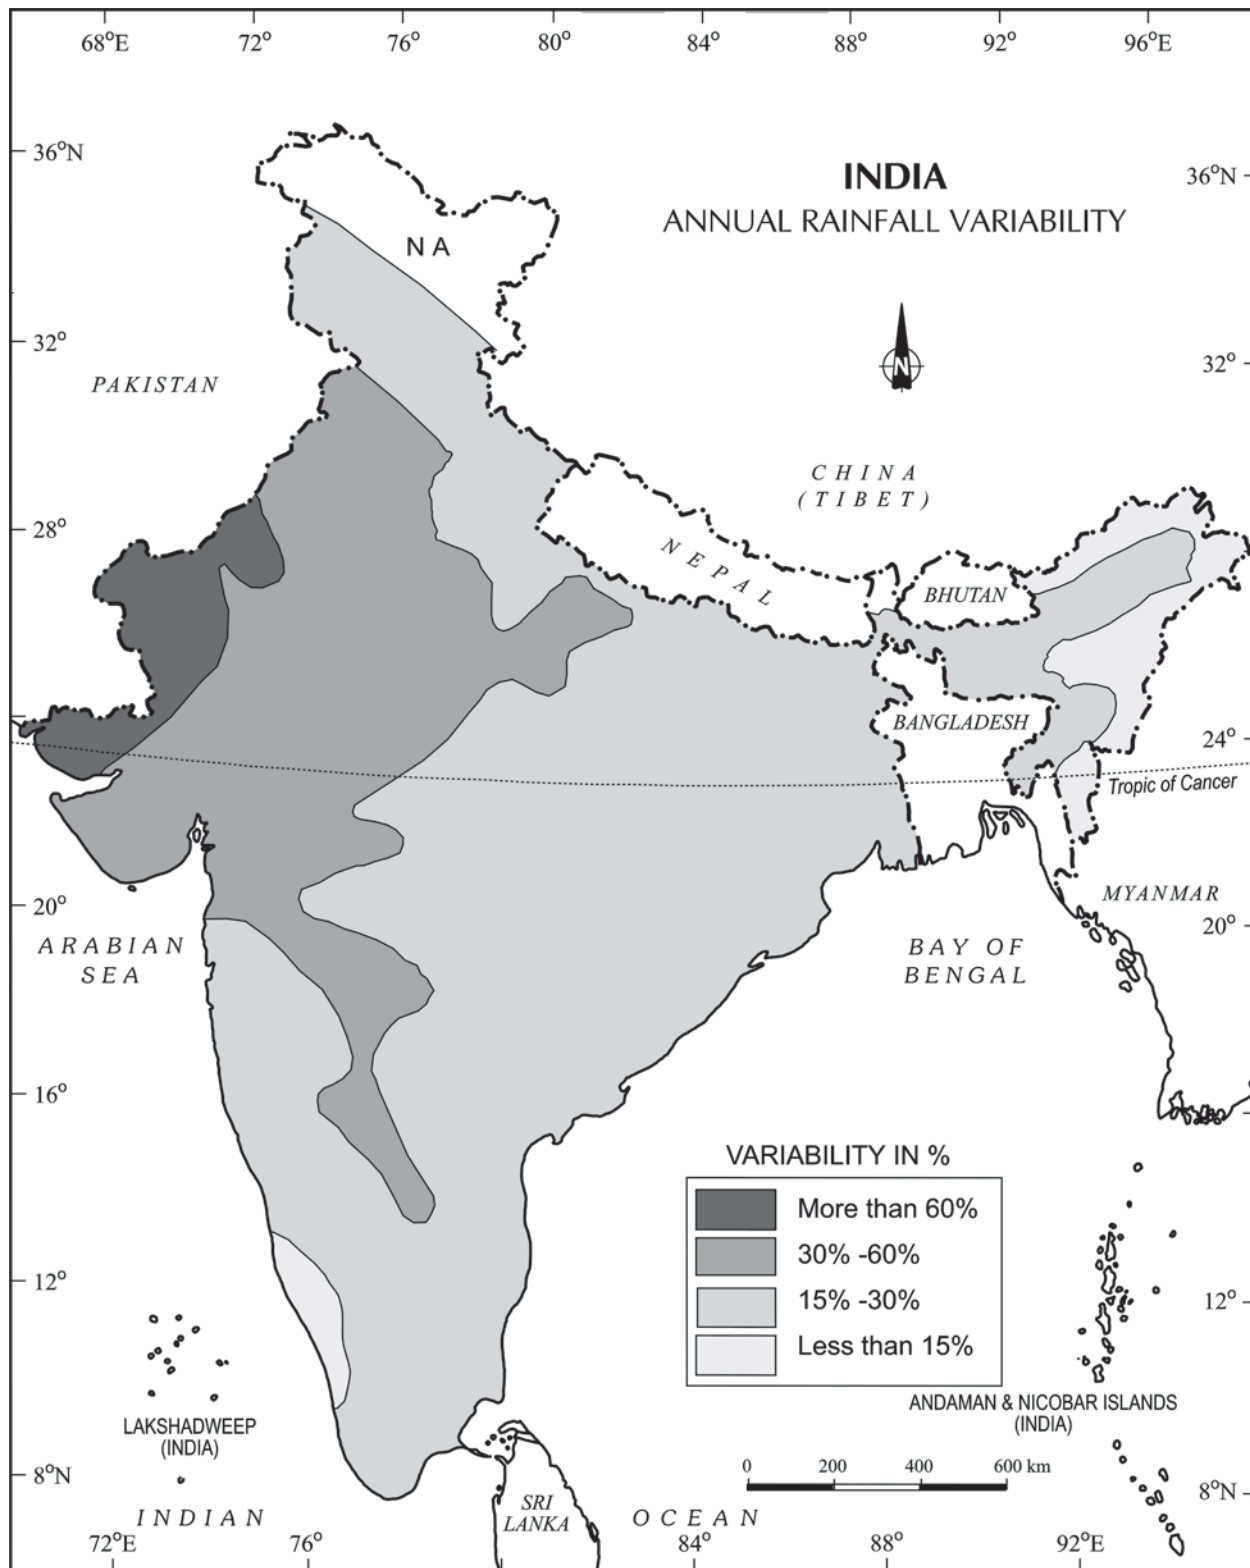 68°E 72° 76° 80° 84° 88° 92° 96°E
36°N
INDIA
36°N
ANNUAL RAINFALL VARIABILITY
N A
N
32°
32°
PAKISTAN
CHINA
(TIBET)
28°
NEPAL
BHUTAN
BANGLADESH
24°
Tropic of Cancer
20°
MYANMAR
20°
ARABIAN
SEA
BAY OF
BENGAL
16°
VARIABILITY IN %
More than 60%
30% -60%
15% -30%
Less than 15%
12°
12°
ANDAMAN & NICOBAR ISLANDS
(INDIA)
LAKSHADWEEP
(INDIA)
0 200 400 600 km
8°N
8°N
SRI
LANKA
INDIAN OCEAN
72°E 76° 84° 88° 92°E